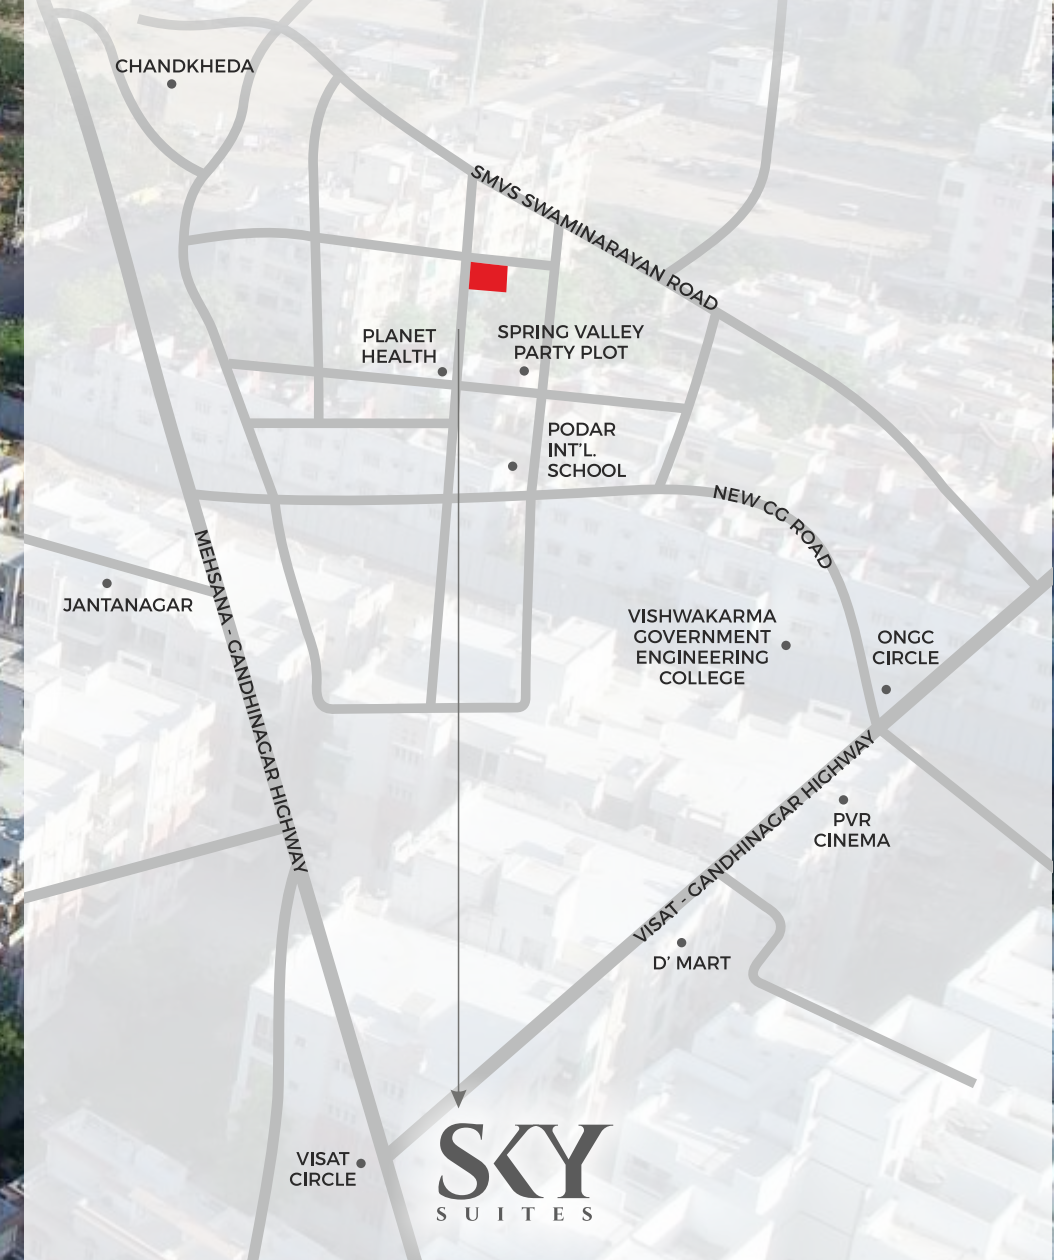 CHANDKHEDA
SMVS SWAMINARAYAN ROAD
PLANET
HEALTH
SPRING VALLEY
PARTY PLOT
PODAR
INT'L.
SCHOOL
NEW CG ROAD
MEHSANA - GANDHINAGAR HIGHWAY
JANTANAGAR
VISHWAKARMA
GOVERNMENT
ENGINEERING
COLLEGE
ONGC
CIRCLE
VISAT - GANDHINAGAR HIGHWAY
PVR
CINEMA
D' MART
VISAT
CIRCLE
SKY
SUITES